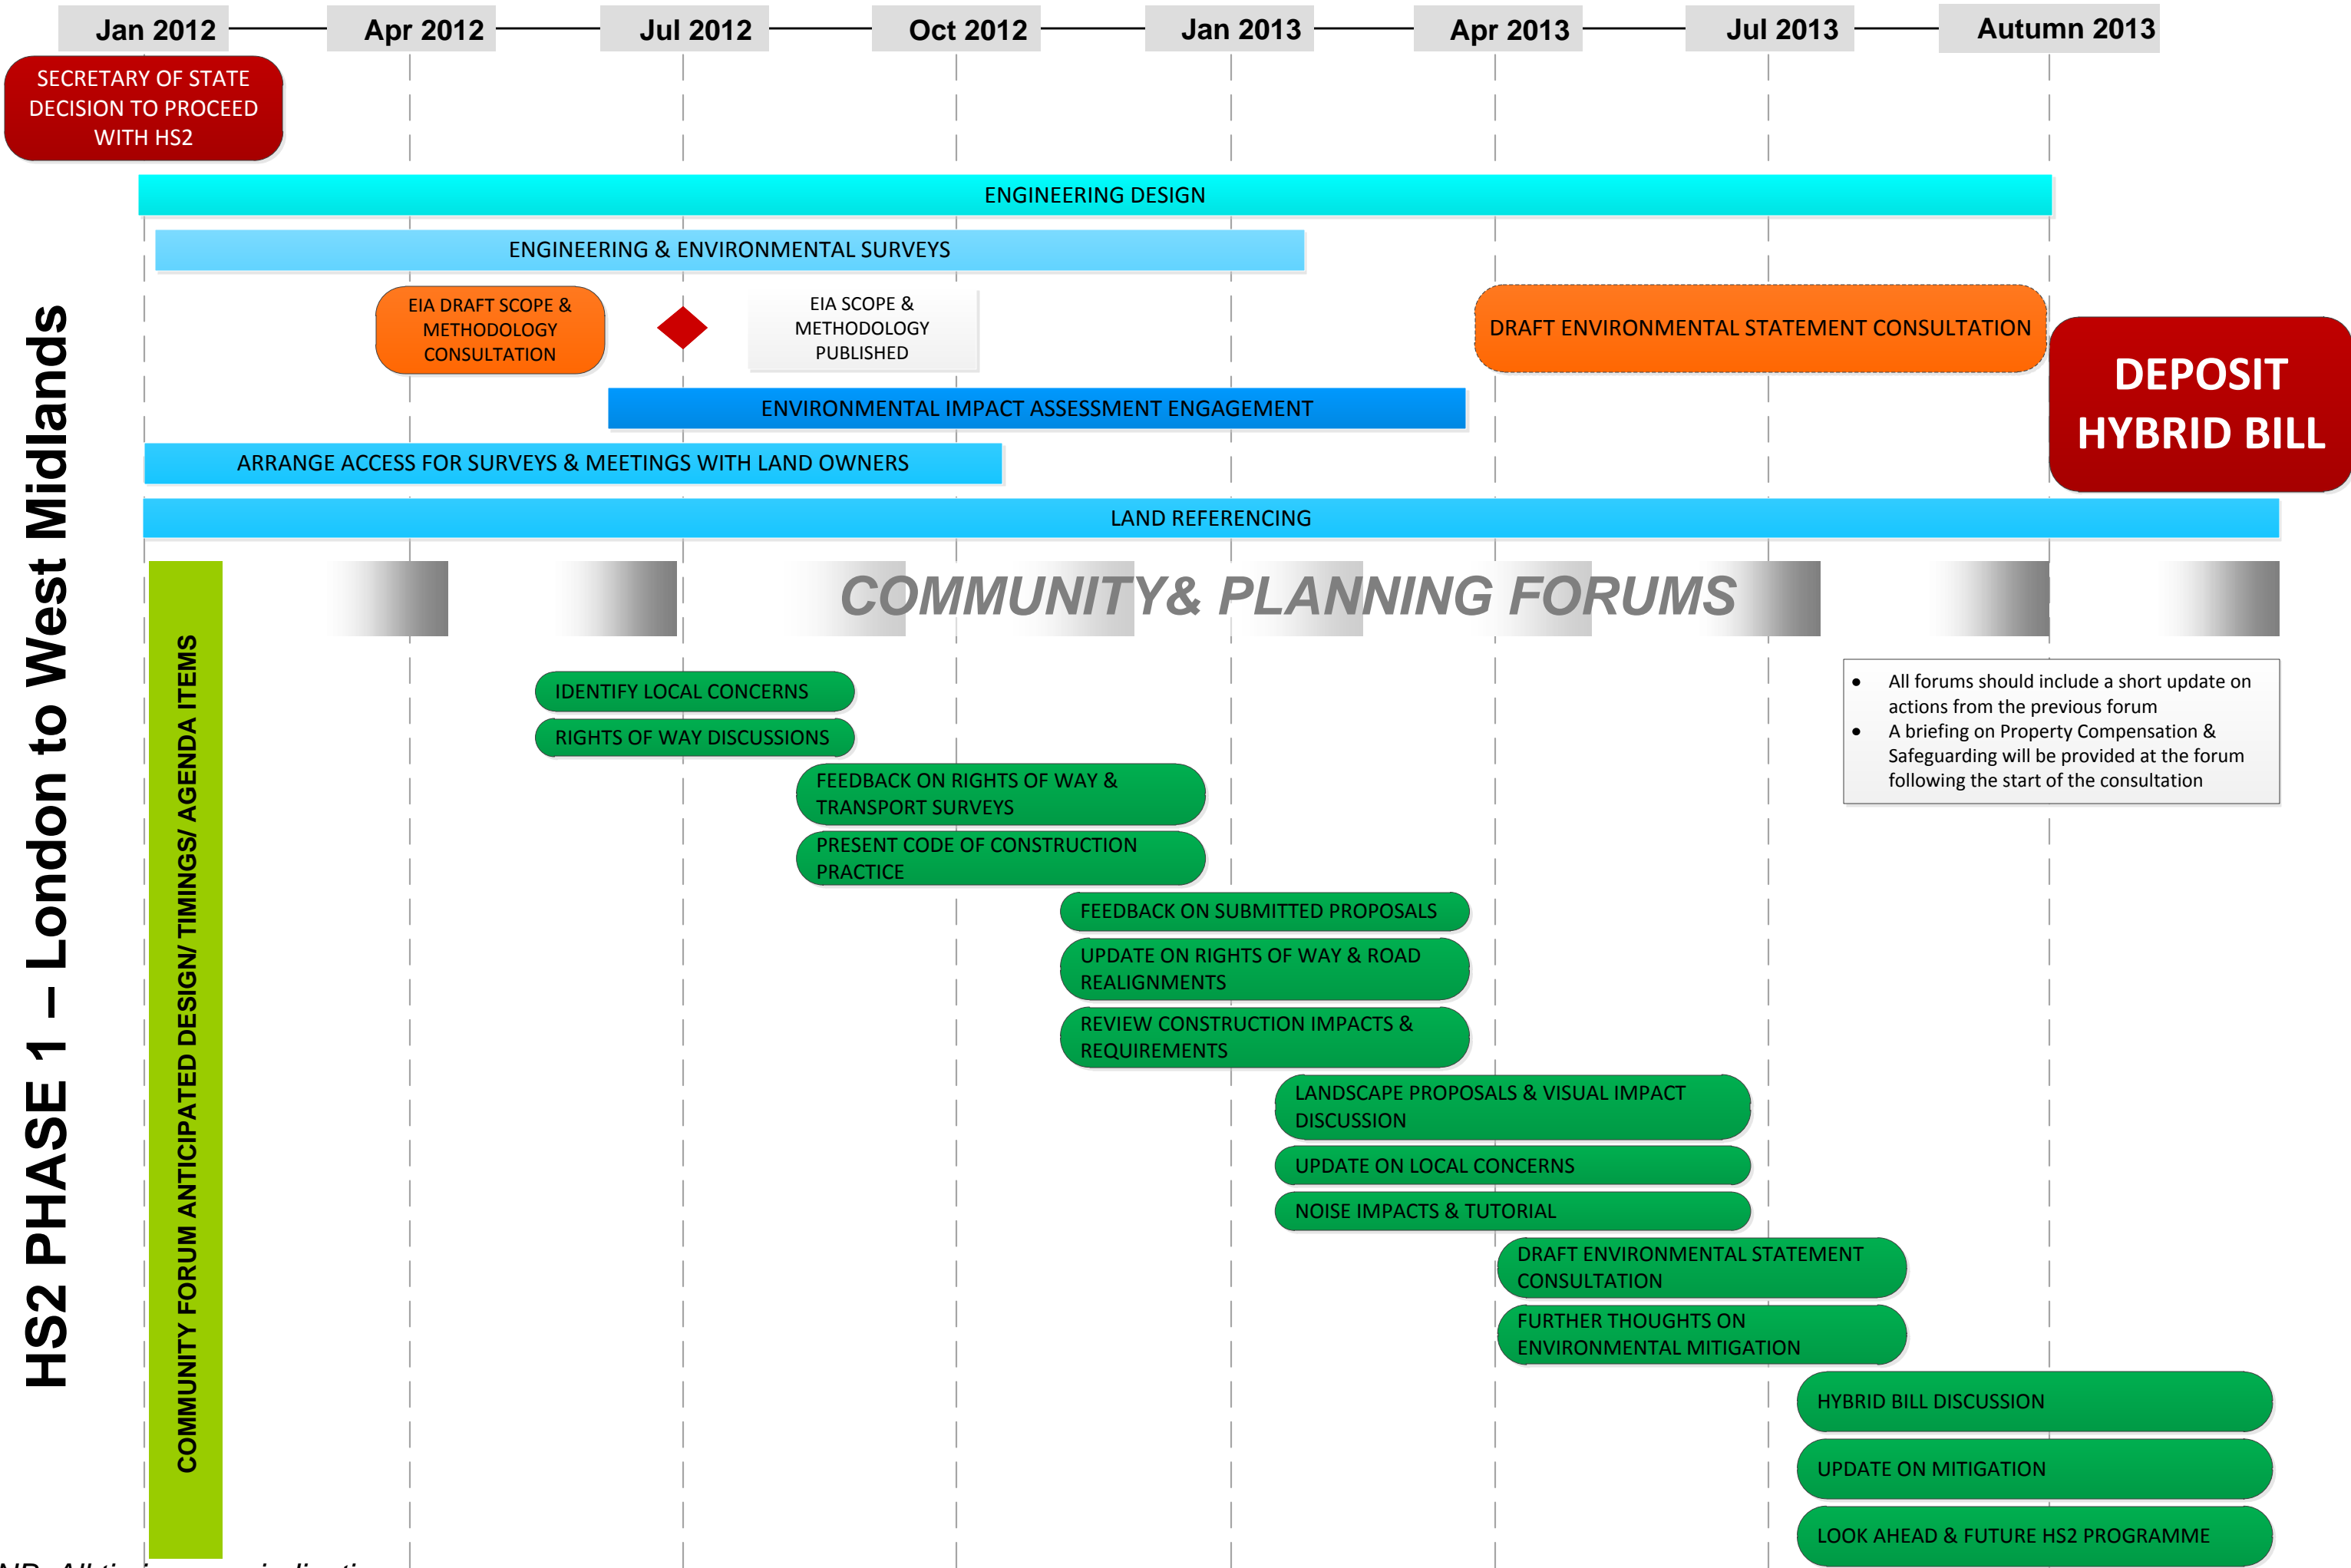 Jan 2012
Apr 2012
Jul 2012
Oct 2012
Jan 2013
Apr 2013
Jul 2013
Autumn 2013
SECRETARY OF STATE
DECISION TO PROCEED
WITH HS2
HS2 PHASE 1 – London to West Midlands
ENGINEERING DESIGN
ENGINEERING & ENVIRONMENTAL SURVEYS
EIA DRAFT SCOPE &
METHODOLOGY
CONSULTATION
EIA SCOPE &
METHODOLOGY
PUBLISHED
DRAFT ENVIRONMENTAL STATEMENT CONSULTATION
DEPOSIT
HYBRID BILL
ENVIRONMENTAL IMPACT ASSESSMENT ENGAGEMENT
ARRANGE ACCESS FOR SURVEYS & MEETINGS WITH LAND OWNERS
LAND REFERENCING
COMMUNITY& PLANNING FORUMS
COMMUNITY FORUM ANTICIPATED DESIGN/ TIMINGS/ AGENDA ITEMS
• All forums should include a short update on
actions from the previous forum
• A briefing on Property Compensation &
Safeguarding will be provided at the forum
following the start of the consultation
IDENTIFY LOCAL CONCERNS
RIGHTS OF WAY DISCUSSIONS
FEEDBACK ON RIGHTS OF WAY &
TRANSPORT SURVEYS
PRESENT CODE OF CONSTRUCTION
PRACTICE
FEEDBACK ON SUBMITTED PROPOSALS
UPDATE ON RIGHTS OF WAY & ROAD
REALIGNMENTS
REVIEW CONSTRUCTION IMPACTS &
REQUIREMENTS
LANDSCAPE PROPOSALS & VISUAL IMPACT
DISCUSSION
UPDATE ON LOCAL CONCERNS
NOISE IMPACTS & TUTORIAL
DRAFT ENVIRONMENTAL STATEMENT
CONSULTATION
FURTHER THOUGHTS ON
ENVIRONMENTAL MITIGATION
HYBRID BILL DISCUSSION
UPDATE ON MITIGATION
LOOK AHEAD & FUTURE HS2 PROGRAMME